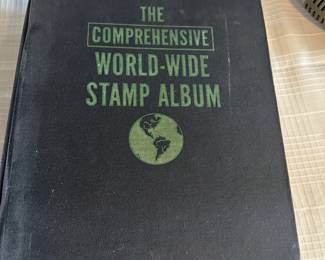 THE
COMPREHENSIVE
WORLD-WIDE
STAMP ALBUM